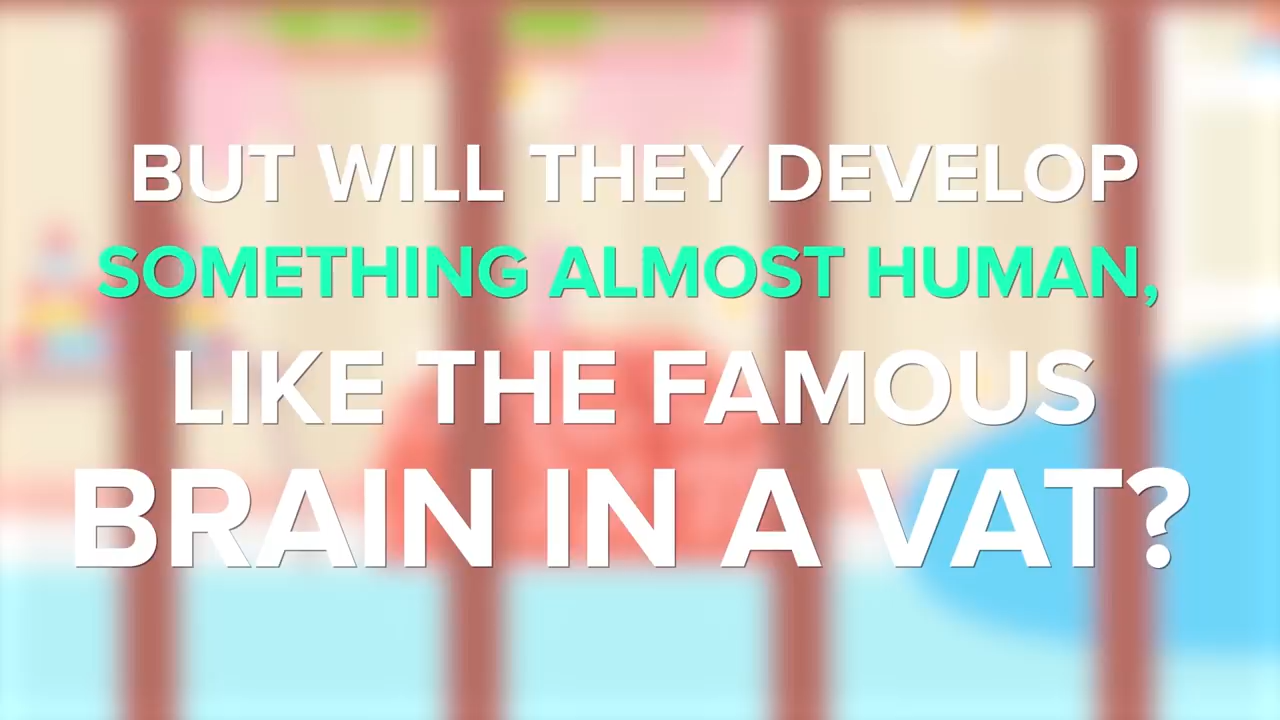 BUT WILL THEY DEVELOP
SOMETHING ALMOST HUMAN,
LIKE THE FAMOUS
BRAIN IN A VAT?